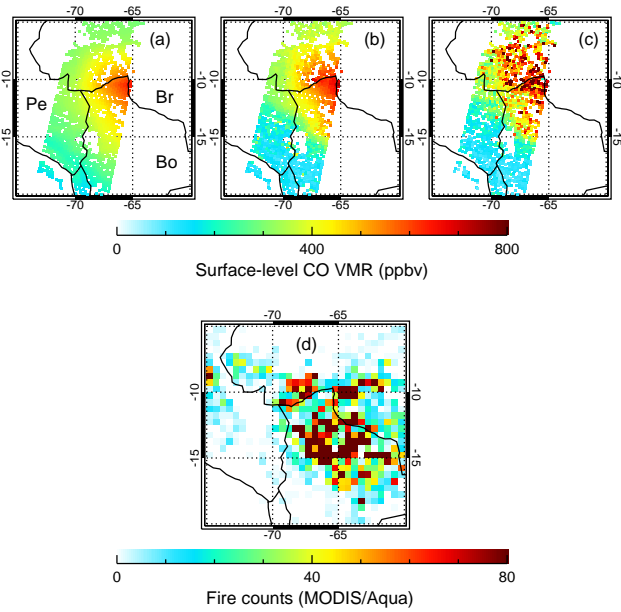 -70 -65 -70 -65 -70 -65
(a) (b) (c)
-10 -10 -10
Pe Br
-15 -15 -15
Bo
-70 -65 -70 -65 -70 -65
0 400 800
Surface-level CO VMR (ppbv)
-70 -65
(d)
-10 -10
-15 -15
-70 -65
0 40 80
Fire counts (MODIS/Aqua)